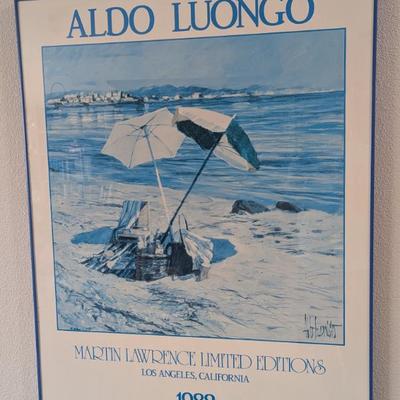 ALDO LUONGO
MARTIN LAWRENCE LIMITED EDITIONS
LOS ANGELES, CALIFORNIA